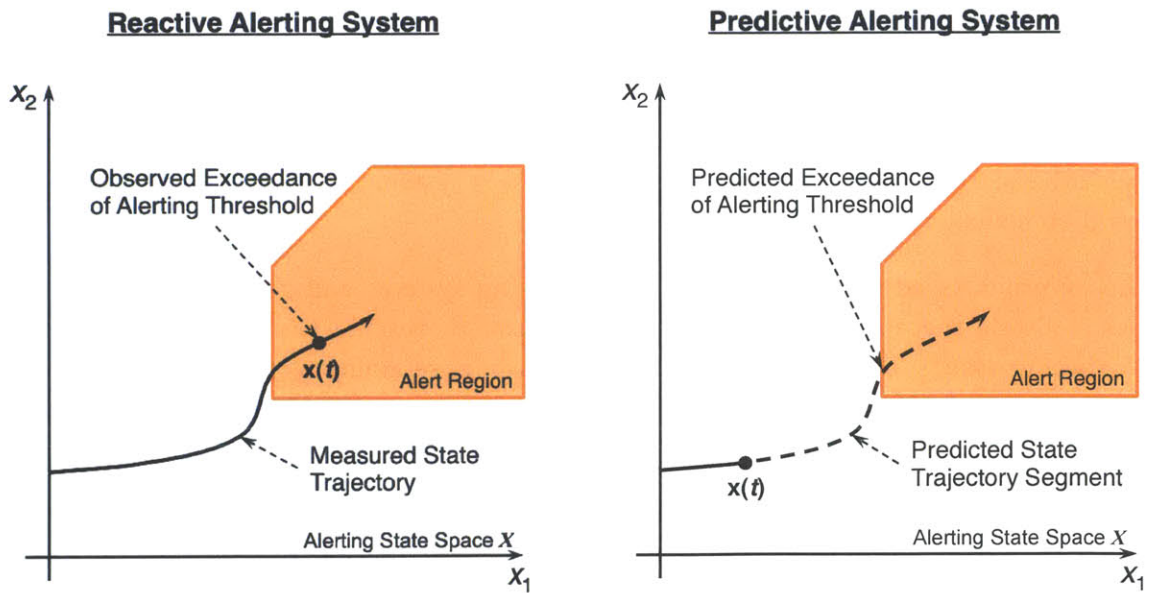 Reactive Alerting System
X2
Observed Exceedance
of Alerting Threshold
x(t)
Alert Region
Measured State
Trajectory
Alerting State Space X
X1
Predictive Alerting System
X2
Predicted Exceedance
of Alerting Threshold
Alert Region
Predicted State
Trajectory Segment
x(t)
Alerting State Space X
X1